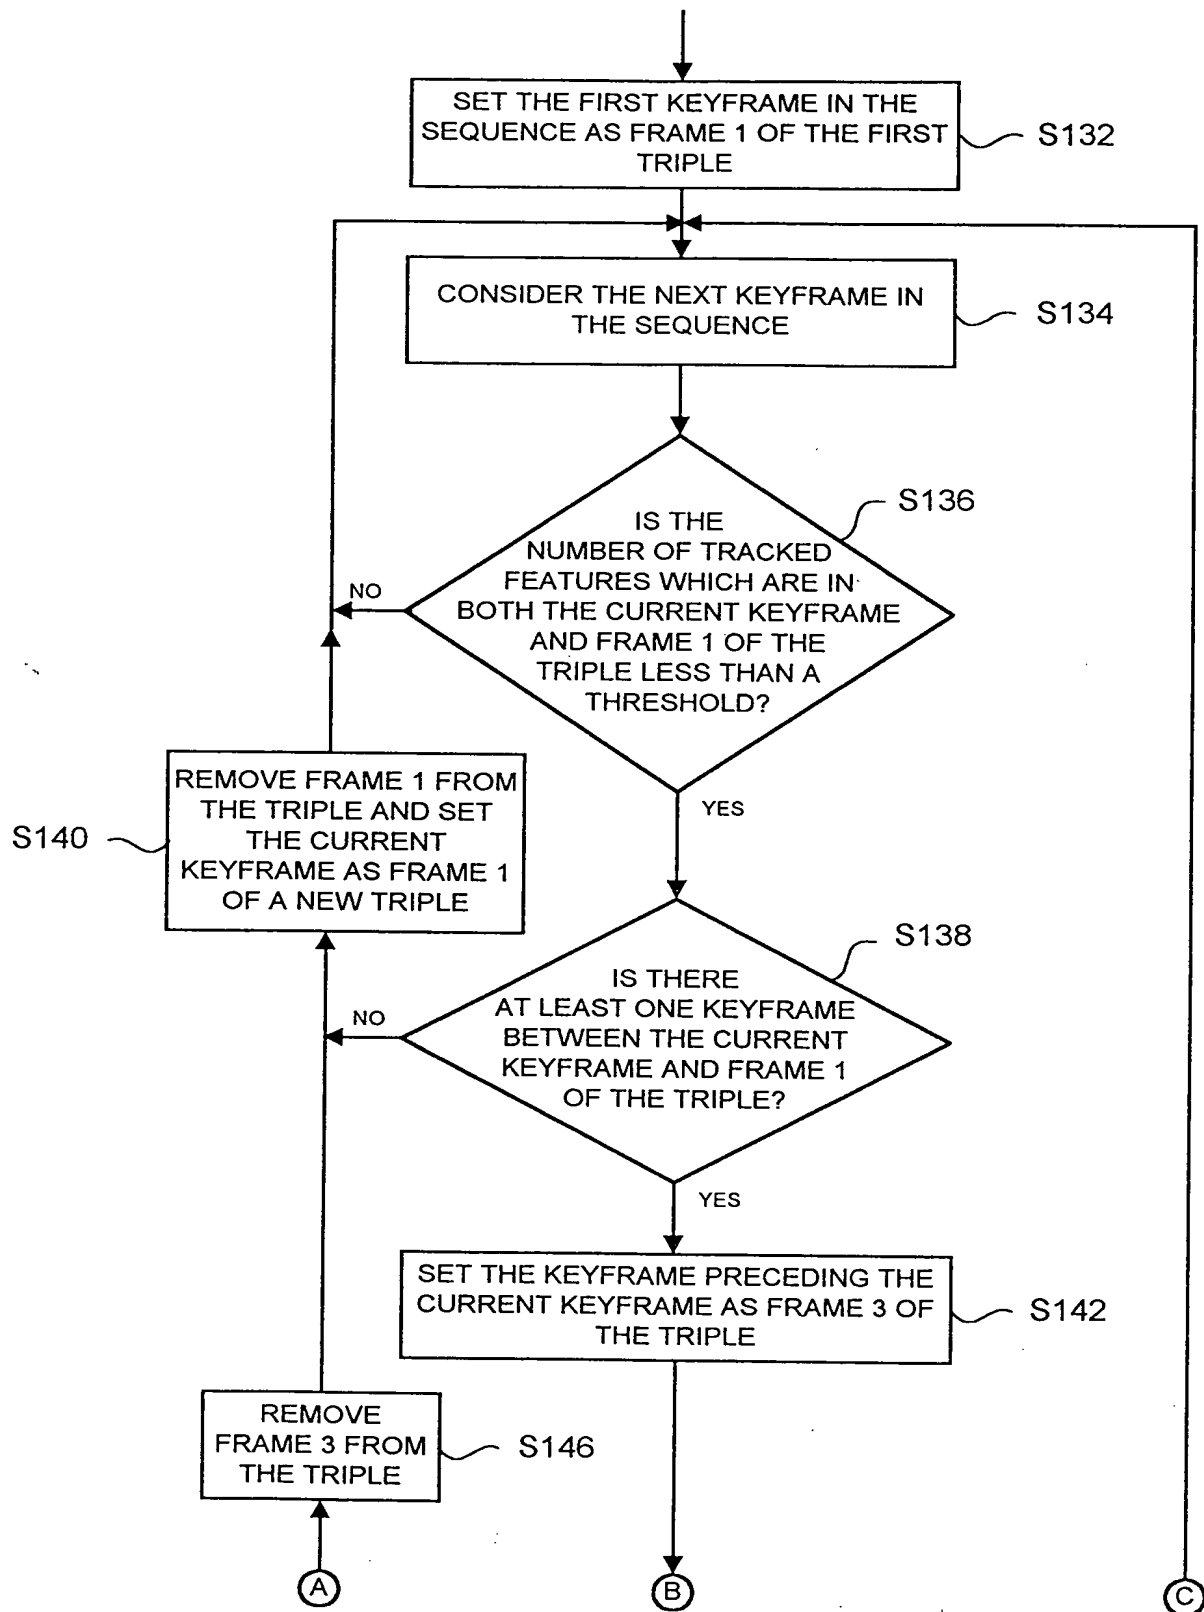 SET THE FIRST KEYFRAME IN THE
SEQUENCE AS FRAME 1 OF THE FIRST
TRIPLE
S132
CONSIDER THE NEXT KEYFRAME IN
THE SEQUENCE
S134
S136
IS THE
NUMBER OF TRACKED
FEATURES WHICH ARE IN
BOTH THE CURRENT KEYFRAME
AND FRAME 1 OF THE
TRIPLE LESS THAN A
THRESHOLD?
NO
YES
REMOVE FRAME 1 FROM
THE TRIPLE AND SET
THE CURRENT
KEYFRAME AS FRAME 1
OF A NEW TRIPLE
S140
S138
IS THERE
AT LEAST ONE KEYFRAME
BETWEEN THE CURRENT
KEYFRAME AND FRAME 1
OF THE TRIPLE?
NO
YES
SET THE KEYFRAME PRECEDING THE
CURRENT KEYFRAME AS FRAME 3 OF
THE TRIPLE
S142
REMOVE
FRAME 3 FROM
THE TRIPLE
S146
A
B
C